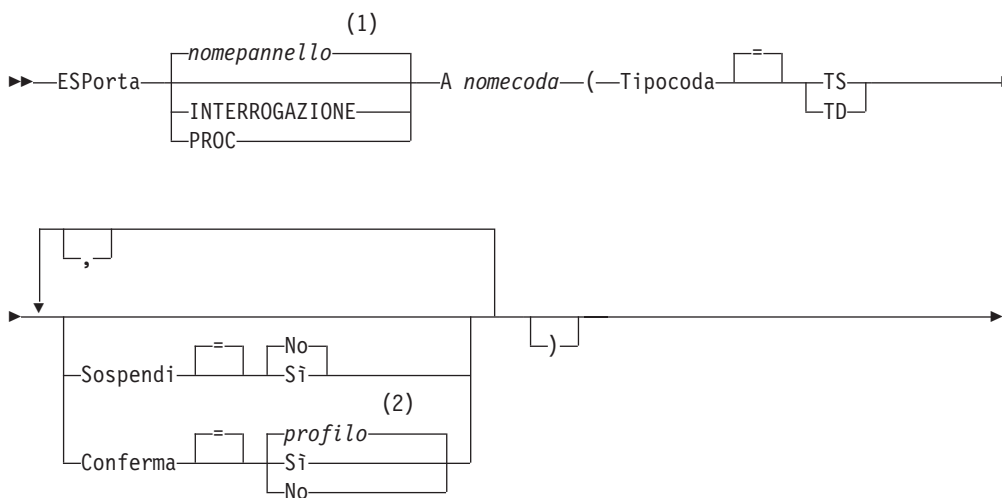 (1)
nomepannello
=
ESPorta A nomecoda ( Tipocoda TS
INTERROGAZIONE TD
PROC
,
= No
Sospendi Sì )
(2)
= profilo
Conferma Sì
No